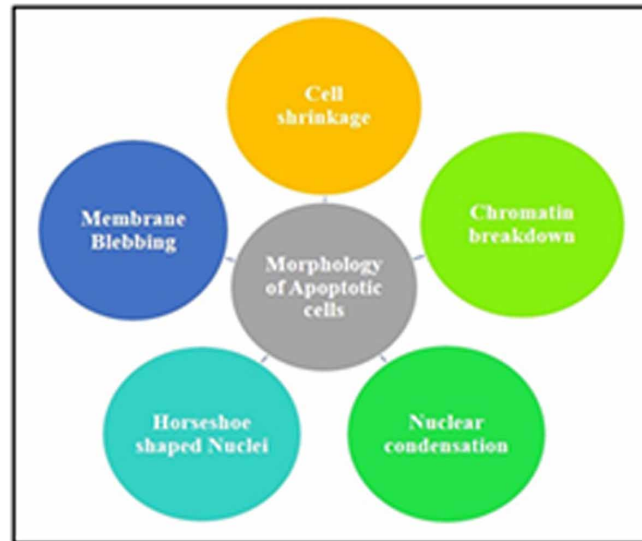 Cell
shrinkage
Chromatin
breakdown
Membrane
Blebbing
Morphology
of Apoptotic
cells
Horseshoe
shaped Nuclei
Nuclear
condensation